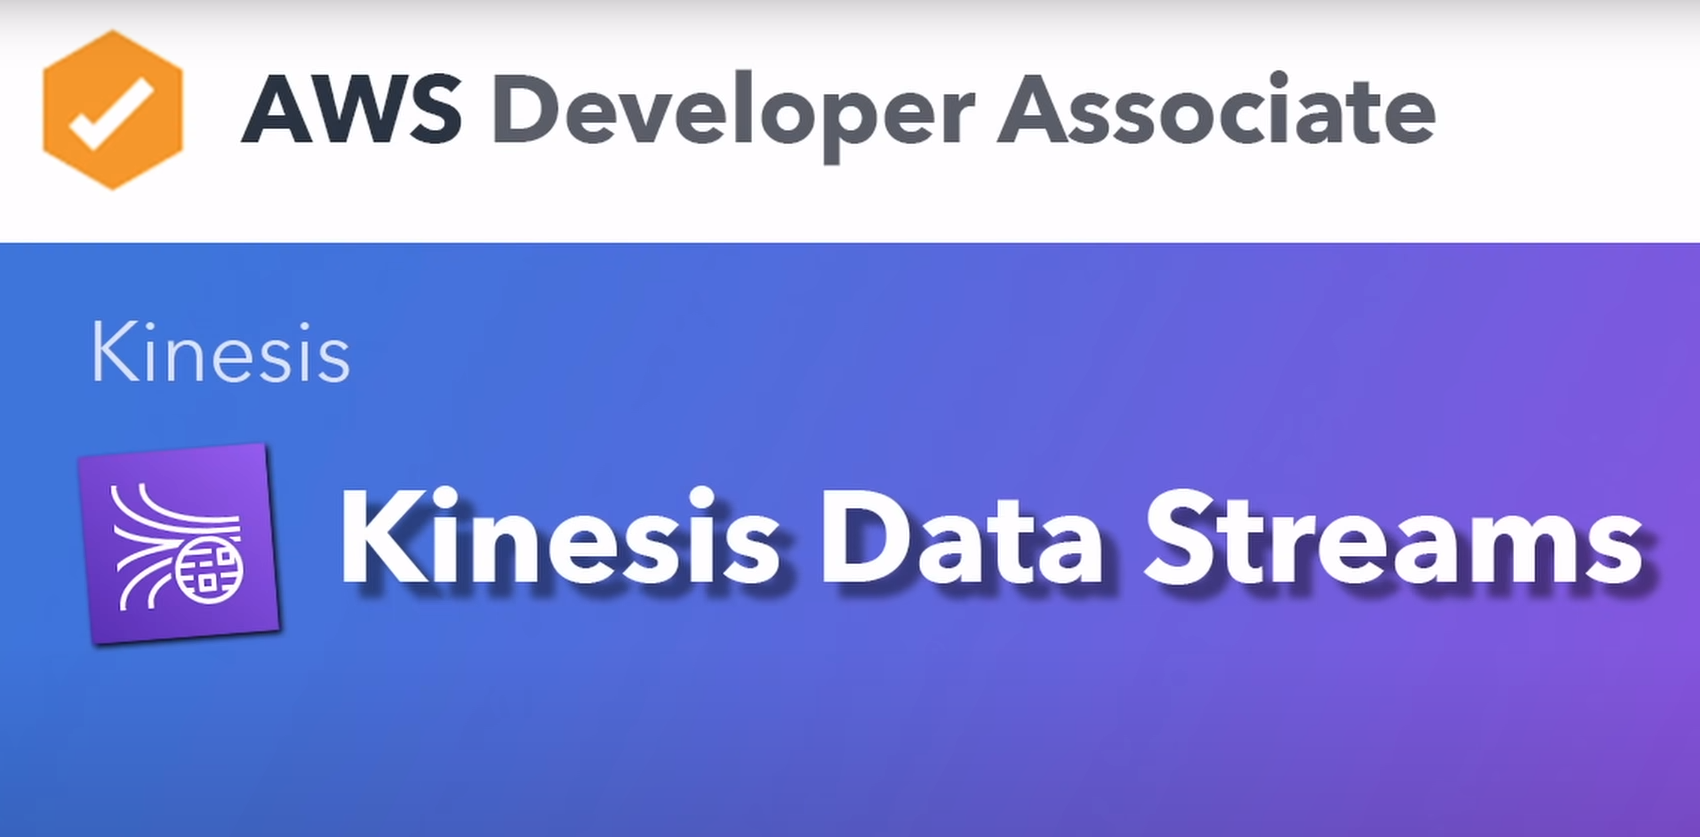 AWS Developer Associate
Kinesis
Kinesis Data Streams